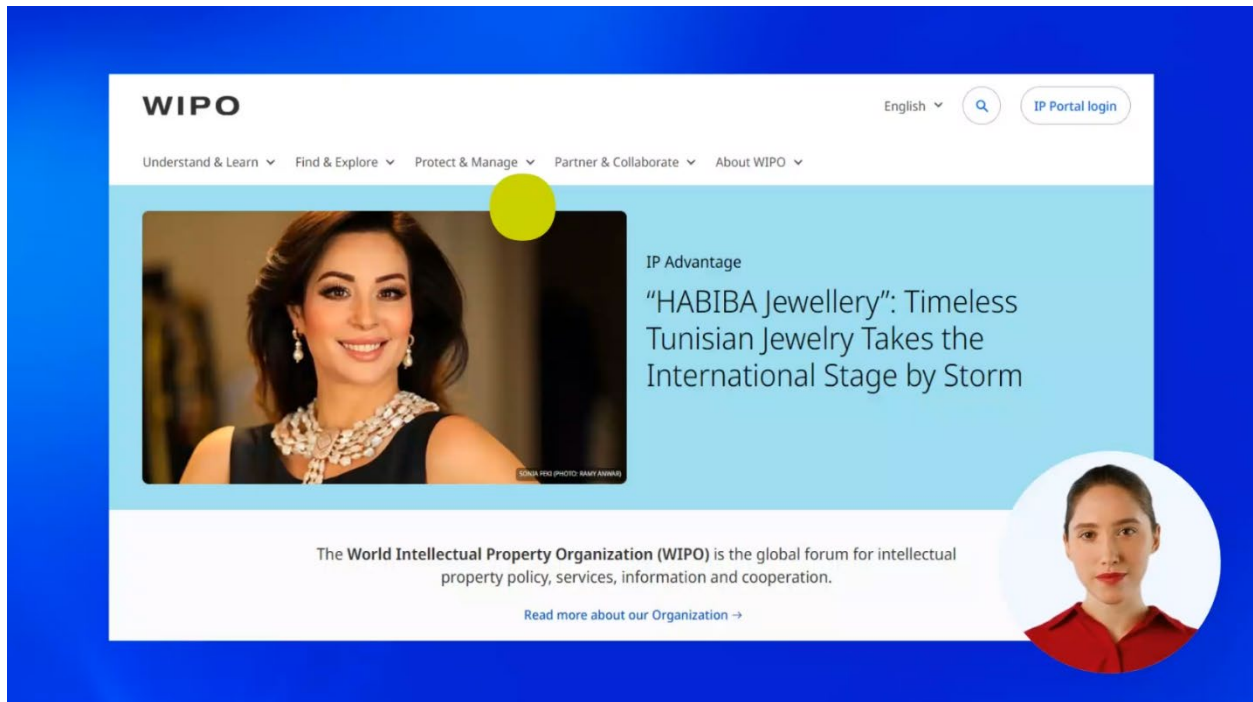 WIPO
English
IP Portal login
Understand & Learn
Find & Explore
Protect & Manage
Partner & Collaborate
About WIPO
SONIA FEKI (PHOTO: RAMY ANWAR)
IP Advantage
“HABIBA Jewellery”: Timeless
Tunisian Jewelry Takes the
International Stage by Storm
The World Intellectual Property Organization (WIPO) is the global forum for intellectual
property policy, services, information and cooperation.
Read more about our Organization →